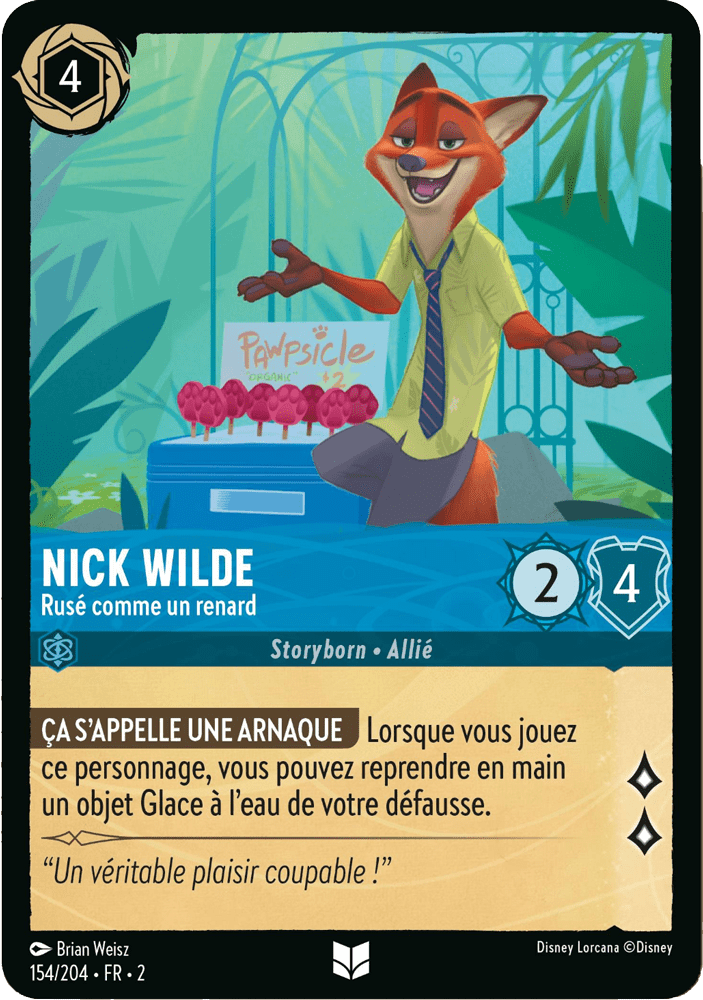 4
PAWPSICLE
"ORGANIC" $2
NICK WILDE
Rusé comme un renard
2
4
Storyborn • Allié
ÇA S'APPELLE UNE ARNAQUE Lorsque vous jouez
ce personnage, vous pouvez reprendre en main
un objet Glace à l'eau de votre défausse.
“Un véritable plaisir coupable !”
Brian Weisz
Disney Lorcana ©Disney
154/204 • FR • 2